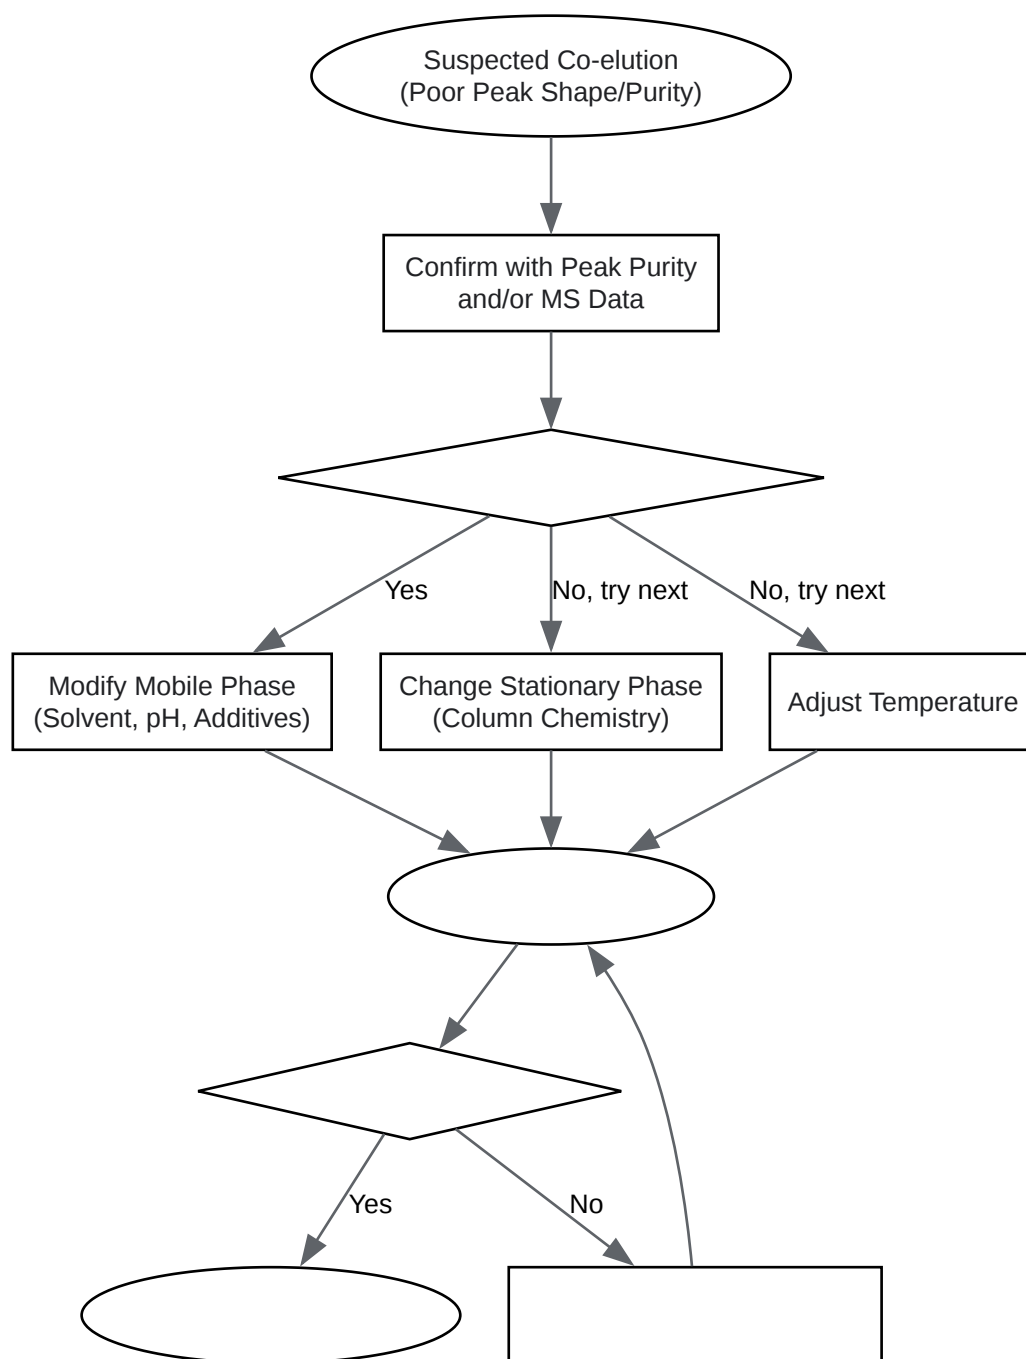 Suspected Co-elution
(Poor Peak Shape/Purity)
Confirm with Peak Purity
and/or MS Data
Yes
No, try next
No, try next
Modify Mobile Phase
(Solvent, pH, Additives)
Change Stationary Phase
(Column Chemistry)
Adjust Temperature
Yes
No